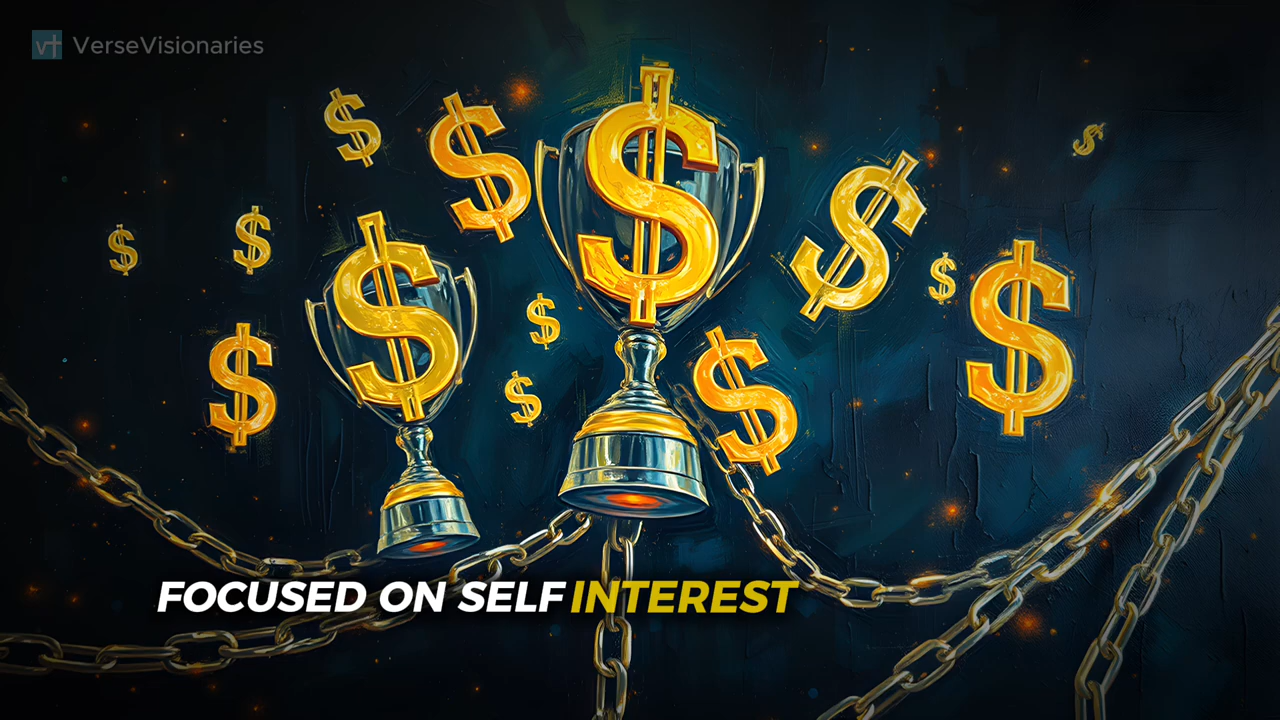 VerseVisionaries
$ $ $ $ $ $ $ $ $ $ $ $ $ $
FOCUSED ON SELF INTEREST